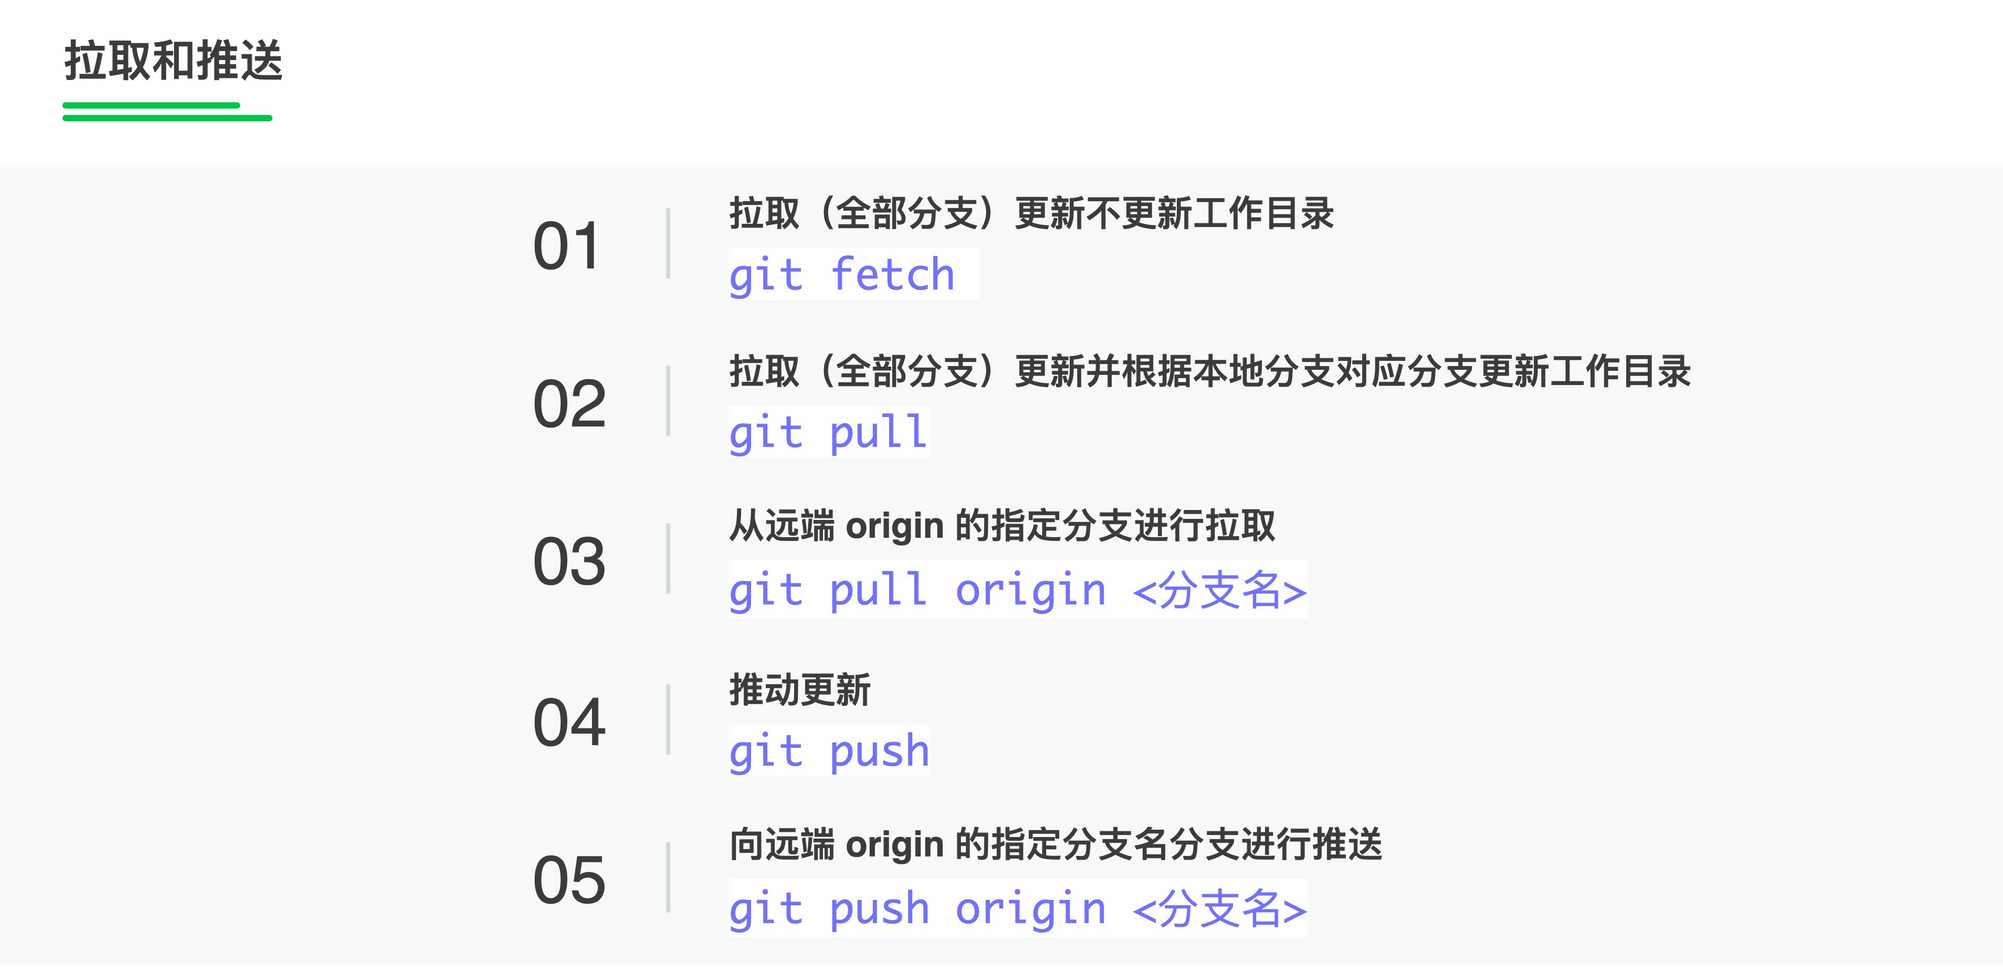 拉取和推送
01
拉取（全部分支）更新不更新工作目录
git fetch
02
拉取（全部分支）更新并根据本地分支对应分支更新工作目录
git pull
03
从远端 origin 的指定分支进行拉取
git pull origin <分支名>
04
推动更新
git push
05
向远端 origin 的指定分支名分支进行推送
git push origin <分支名>